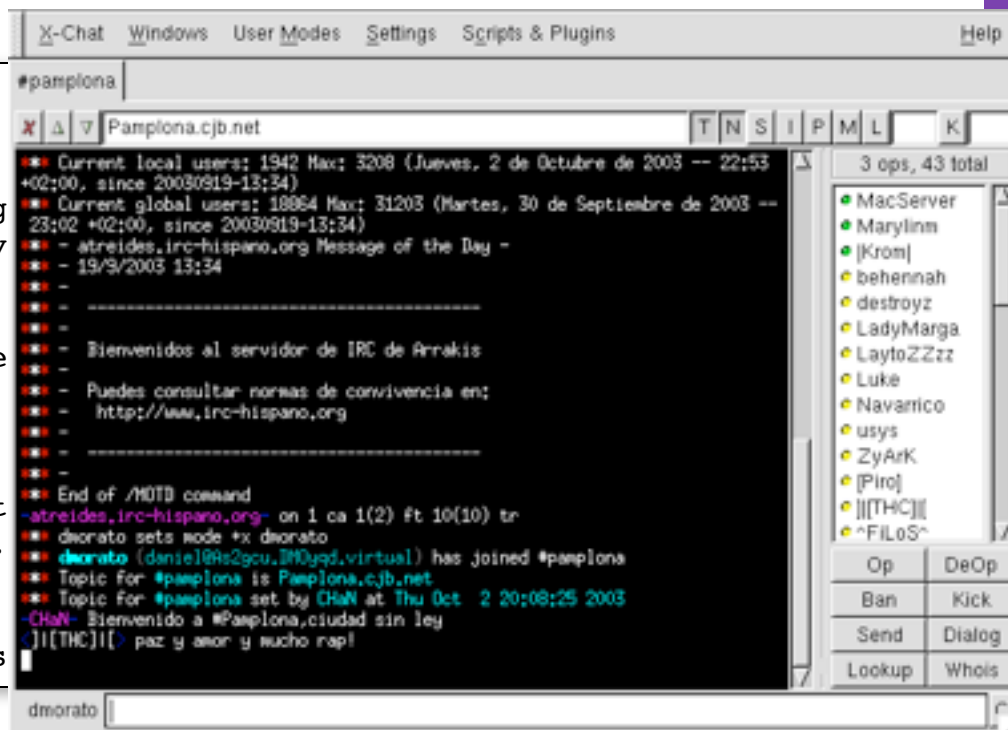 X-Chat Windows User Modes Settings Scripts & Plugins Help
#pamplona
Pamplona.cjb.net T N S I P M L K
*** Current local users: 1942 Max: 3208 (Jueves, 2 de Octubre de 2003 -- 22:53
+02:00, since 20030919-13:34)
*** Current global users: 18864 Max: 31203 (Martes, 30 de Septiembre de 2003 --
23:02 +02:00, since 20030919-13:34)
*** - atreides.irc-hispano.org Message of the Day -
*** - 19/9/2003 13:34
*** -
*** - -----------------------------------------
*** -
*** - Bienvenidos al servidor de IRC de Arrakis
*** -
*** - Puedes consultar normas de convivencia en:
*** - http://www.irc-hispano.org
*** -
*** - -----------------------------------------
*** -
*** End of /MOTD command
-atreides.irc-hispano.org- on 1 ca 1(2) ft 10(10) tr
*** dmorato sets mode +x dmorato
*** dmorato (daniel@As2gcu.DMOyqd.virtual) has joined #pamplona
*** Topic for #pamplona is Pamplona.cjb.net
*** Topic for #pamplona set by CHaN at Thu Oct 2 20:08:25 2003
-CHaN- Bienvenido a #Pamplona,ciudad sin ley
<]|[THC]|[> paz y amor y mucho rap!
3 ops, 43 total
MacServer
Marylinm
|Krom|
behennah
destroyz
LadyMarga
LaytoZZzz
Luke
Navarrico
usys
ZyArK
[Piro]
]|[THC]|[
^FiLoS^
Op DeOp
Ban Kick
Send Dialog
Lookup Whois
dmorato